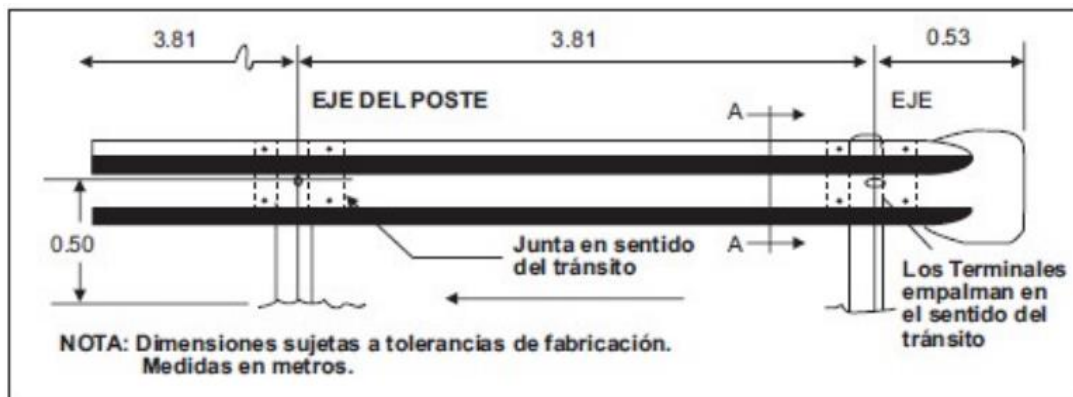 3.81
3.81
0.53
EJE DEL POSTE
A
EJE
0.50
Junta en sentido
del tránsito
A
Los Terminales
empalman en
el sentido del
tránsito
NOTA: Dimensiones sujetas a tolerancias de fabricación.
Medidas en metros.